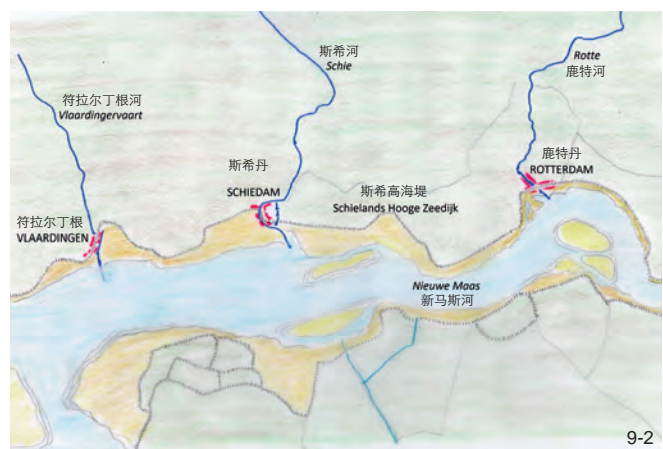 斯希河
Schie
Rotte
鹿特河
符拉尔丁根河
Vlaardingervaart
斯希丹
SCHIEDAM
鹿特丹
ROTTERDAM
斯希高海堤
Schielands Hooge Zeedijk
符拉尔丁根
VLAARDINGEN
Nieuwe Maas
新马斯河
9-2